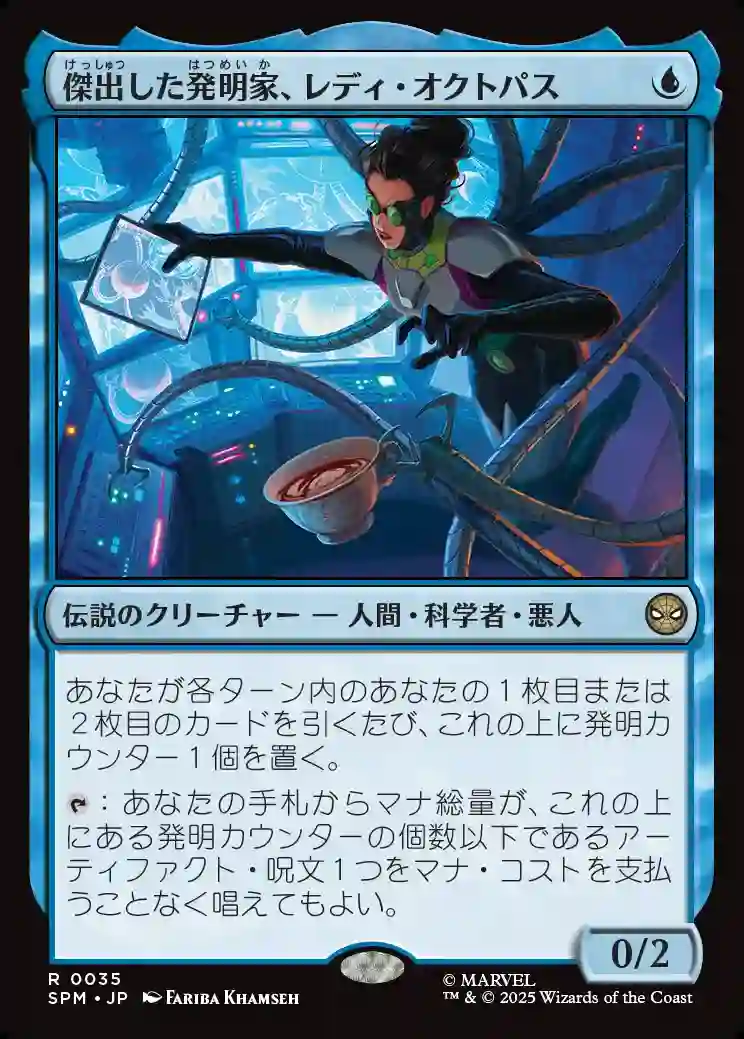 けっしゅつ はつめいか
傑出した発明家、レディ・オクトパス
伝説のクリーチャー — 人間・科学者・悪人
あなたが各ターン内のあなたの１枚目または
２枚目のカードを引くたび、これの上に発明カ
ウンター１個を置く。
：あなたの手札からマナ総量が、これの上
にある発明カウンターの個数以下であるアー
ティファクト・呪文１つをマナ・コストを支払
うことなく唱えてもよい。
0/2
R 0035
SPM • JP Fariba Khamseh
© MARVEL
™ & © 2025 Wizards of the Coast